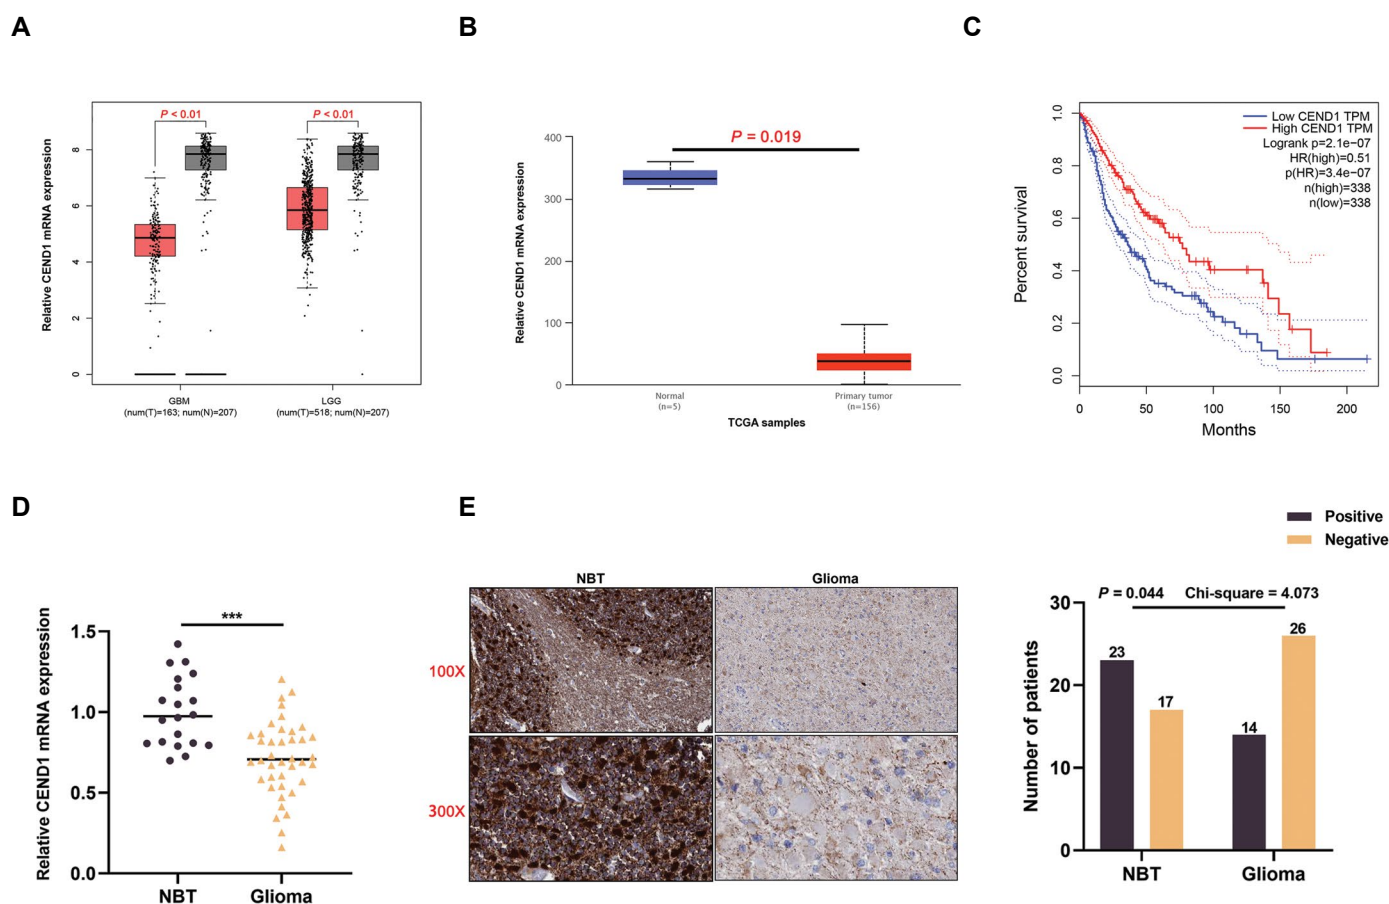 A
Relative CEND1 mRNA expression
8
6
4
2
0
P < 0.01
P < 0.01
GBM
(num(T)=163; num(N)=207)
LGG
(num(T)=518; num(N)=207)
B
Relative CEND1 mRNA expression
400
300
200
100
0
P = 0.019
Normal
(n=5)
Primary tumor
(n=156)
TCGA samples
C
Percent survival
1.0
0.8
0.6
0.4
0.2
0.0
Low CEND1 TPM
High CEND1 TPM
Logrank p=2.1e−07
HR(high)=0.51
p(HR)=3.4e−07
n(high)=338
n(low)=338
0 50 100 150 200
Months
D
Relative CEND1 mRNA expression
1.5
1.0
0.5
0.0
***
NBT Glioma
E
NBT Glioma
100X
300X
Positive
Negative
Number of patients
30
20
10
0
P = 0.044 Chi-square = 4.073
23
17
14
26
NBT Glioma